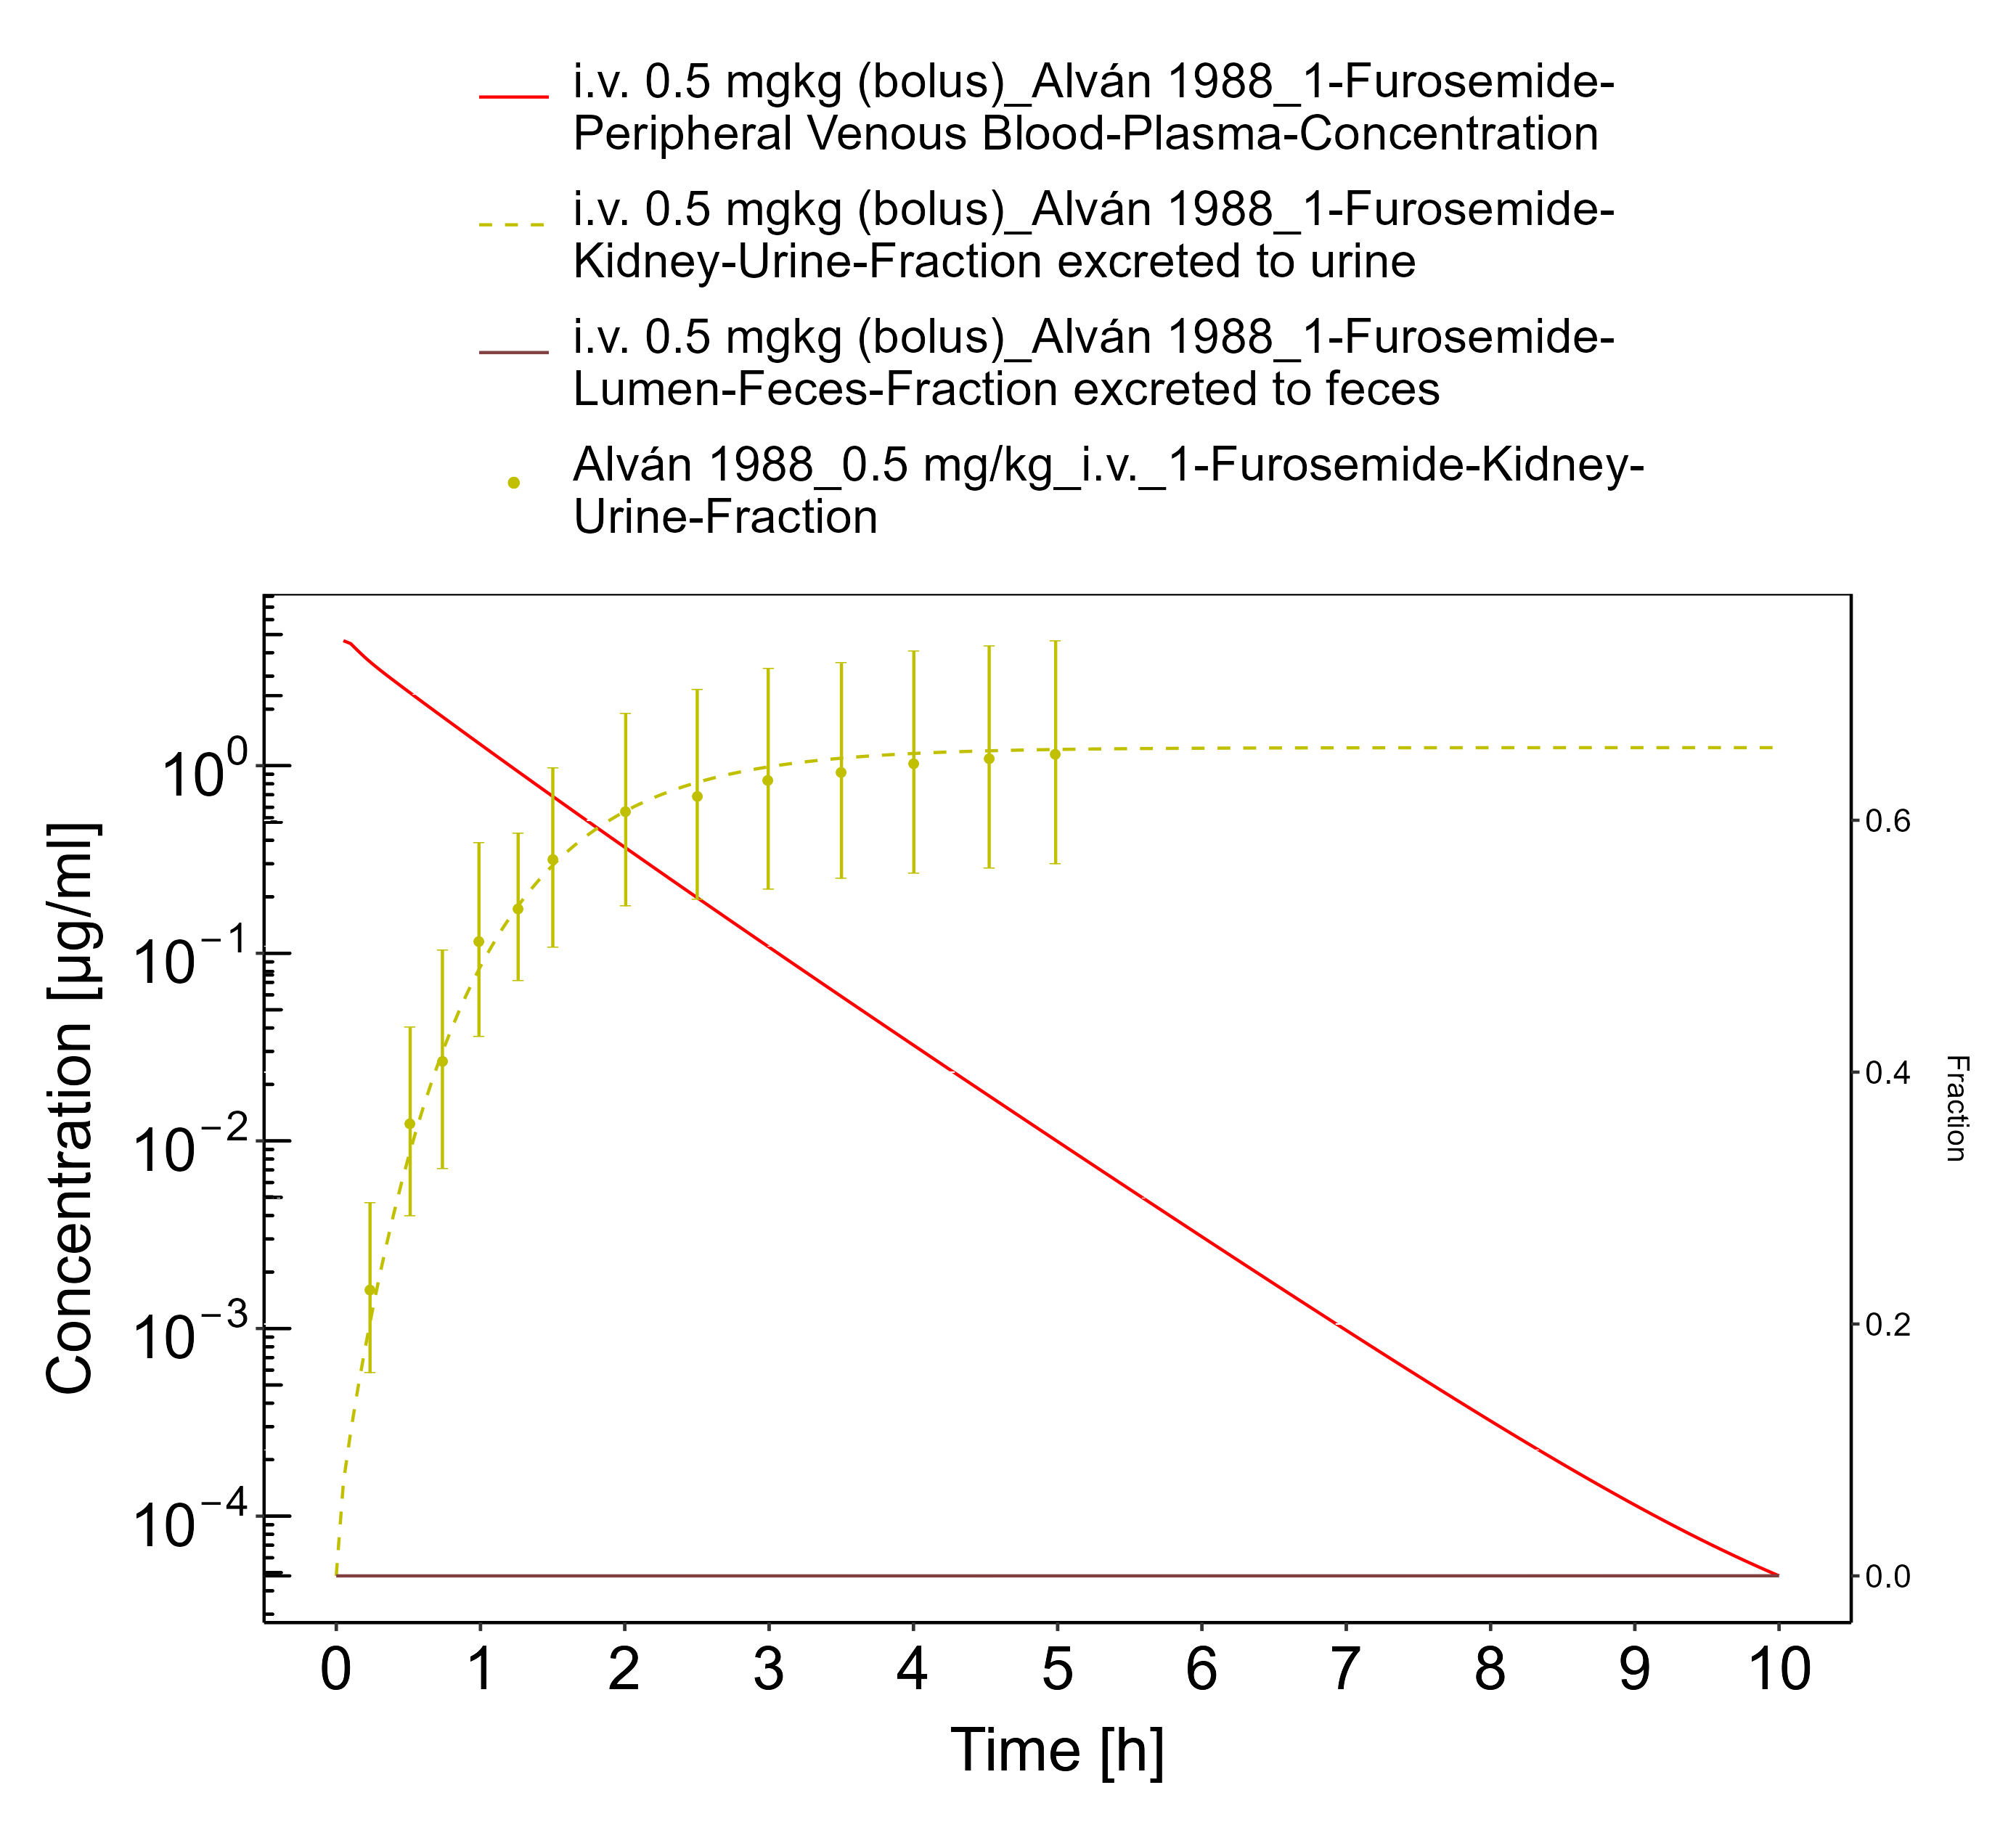 i.v. 0.5 mgkg (bolus)_Alván 1988_1-Furosemide-
Peripheral Venous Blood-Plasma-Concentration
i.v. 0.5 mgkg (bolus)_Alván 1988_1-Furosemide-
Kidney-Urine-Fraction excreted to urine
i.v. 0.5 mgkg (bolus)_Alván 1988_1-Furosemide-
Lumen-Feces-Fraction excreted to feces
Alván 1988_0.5 mg/kg_i.v._1-Furosemide-Kidney-
Urine-Fraction
Concentration [µg/ml]
10⁰
10⁻¹
10⁻²
10⁻³
10⁻⁴
0.6
0.4
0.2
0.0
Fraction
0 1 2 3 4 5 6 7 8 9 10
Time [h]